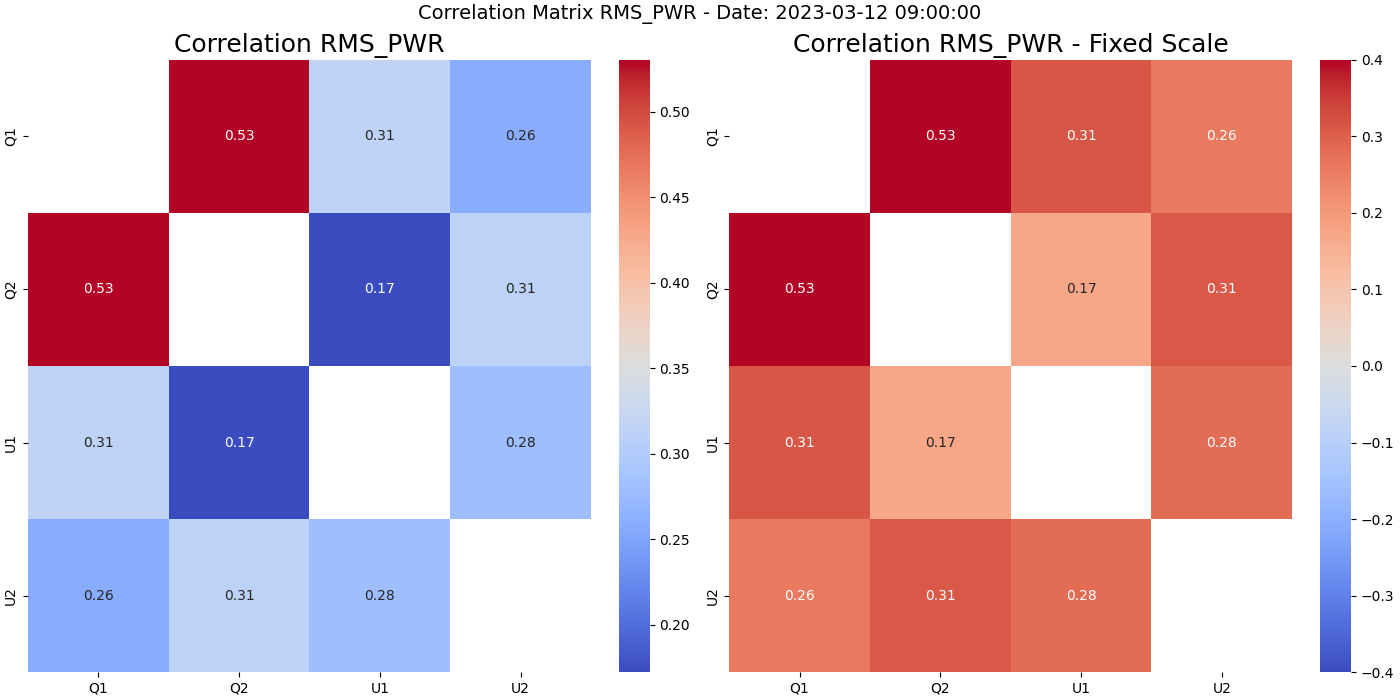 Correlation Matrix RMS_PWR - Date: 2023-03-12 09:00:00
Correlation RMS_PWR
Q1
0.53
0.31
0.26
Q2
0.53
0.17
0.31
U1
0.31
0.17
0.28
U2
0.26
0.31
0.28
Q1
Q2
U1
U2
0.50
0.45
0.40
0.35
0.30
0.25
0.20
Correlation RMS_PWR - Fixed Scale
Q1
0.53
0.31
0.26
Q2
0.53
0.17
0.31
U1
0.31
0.17
0.28
U2
0.26
0.31
0.28
Q1
Q2
U1
U2
0.4
0.3
0.2
0.1
0.0
−0.1
−0.2
−0.3
−0.4